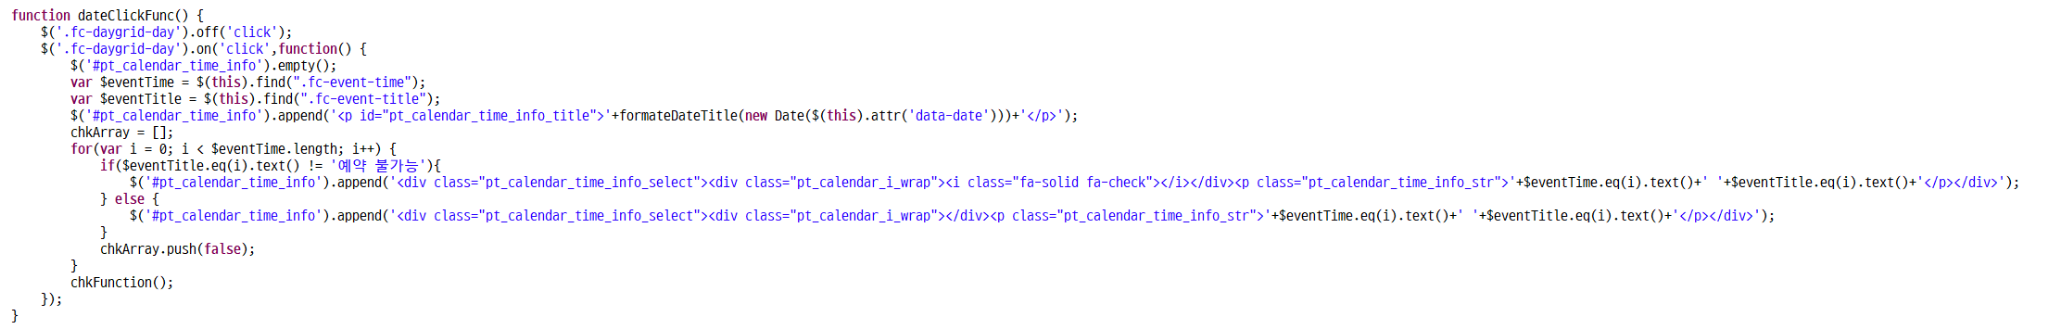 function dateClickFunc() {
    $('.fc-daygrid-day').off('click');
    $('.fc-daygrid-day').on('click',function() {
        $('#pt_calendar_time_info').empty();
        var $eventTime = $(this).find(".fc-event-time");
        var $eventTitle = $(this).find(".fc-event-title");
        $('#pt_calendar_time_info').append('<p id="pt_calendar_time_info_title">'+formateDateTitle(new Date($(this).attr('data-date')))+'</p>');
        chkArray = [];
        for(var i = 0; i < $eventTime.length; i++) {
            if($eventTitle.eq(i).text() != '예약 불가능'){
                $('#pt_calendar_time_info').append('<div class="pt_calendar_time_info_select"><div class="pt_calendar_i_wrap"><i class="fa-solid fa-check"></i></div><p class="pt_calendar_time_info_str">'+$eventTime.eq(i).text()+' '+$eventTitle.eq(i).text()+'</p></div>');
            } else {
                $('#pt_calendar_time_info').append('<div class="pt_calendar_time_info_select"><div class="pt_calendar_i_wrap"></div><p class="pt_calendar_time_info_str">'+$eventTime.eq(i).text()+' '+$eventTitle.eq(i).text()+'</p></div>');
            }
            chkArray.push(false);
        }
        chkFunction();
    });
}